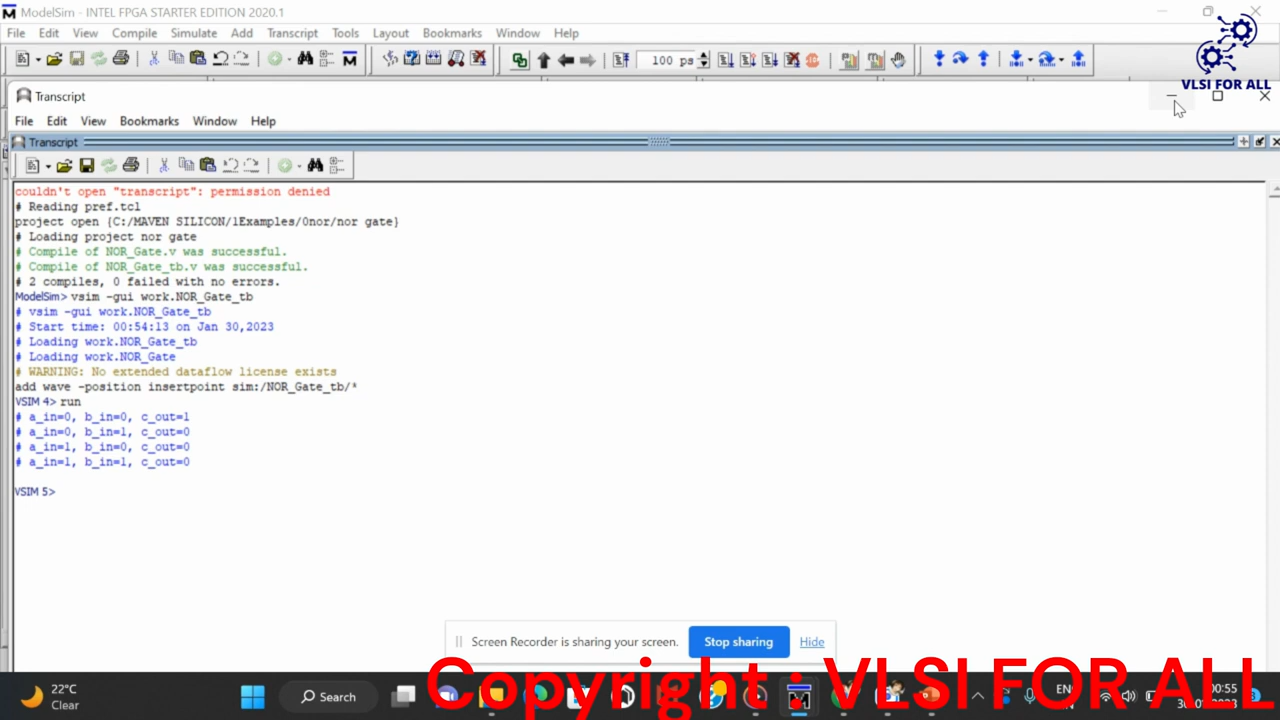 ModelSim - INTEL FPGA STARTER EDITION 2020.1
File Edit View Compile Simulate Add Transcript Tools Layout Bookmarks Window Help
100 ps
VLSI FOR ALL
Transcript
File Edit View Bookmarks Window Help
Transcript
couldn't open "transcript": permission denied
# Reading pref.tcl
project open {C:/MAVEN SILICON/1Examples/0nor/nor gate}
# Loading project nor gate
# Compile of NOR_Gate.v was successful.
# Compile of NOR_Gate_tb.v was successful.
# 2 compiles, 0 failed with no errors.
ModelSim> vsim -gui work.NOR_Gate_tb
# vsim -gui work.NOR_Gate_tb
# Start time: 00:54:13 on Jan 30,2023
# Loading work.NOR_Gate_tb
# Loading work.NOR_Gate
# WARNING: No extended dataflow license exists
add wave -position insertpoint sim:/NOR_Gate_tb/*
VSIM 4> run
# a_in=0, b_in=0, c_out=1
# a_in=0, b_in=1, c_out=0
# a_in=1, b_in=0, c_out=0
# a_in=1, b_in=1, c_out=0
VSIM 5>
Screen Recorder is sharing your screen. Stop sharing Hide
Copyright : VLSI FOR ALL
22°C
Clear
Search
00:55